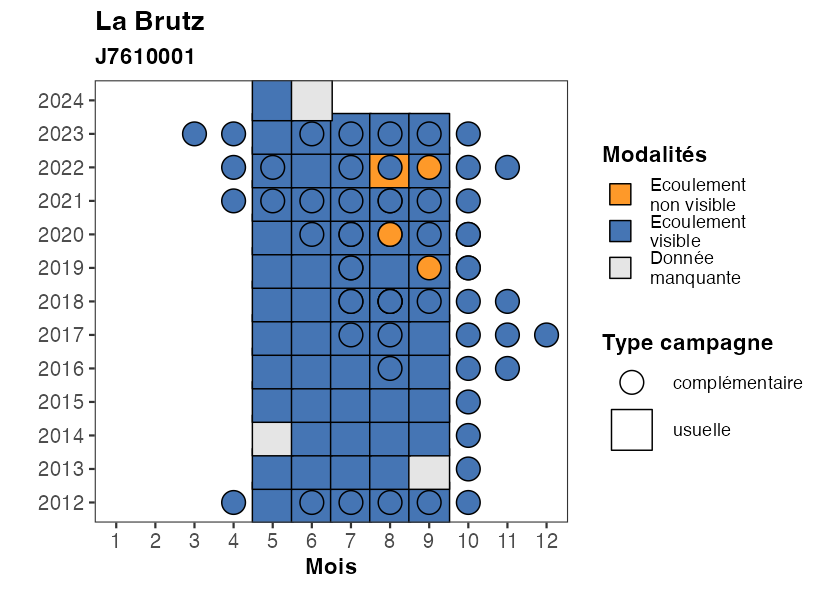 La Brutz
J7610001
2024
2023
2022
2021
2020
2019
2018
2017
2016
2015
2014
2013
2012
1 2 3 4 5 6 7 8 9 10 11 12
Mois
Modalités
Ecoulement
non visible
Ecoulement
visible
Donnée
manquante
Type campagne
complémentaire
usuelle